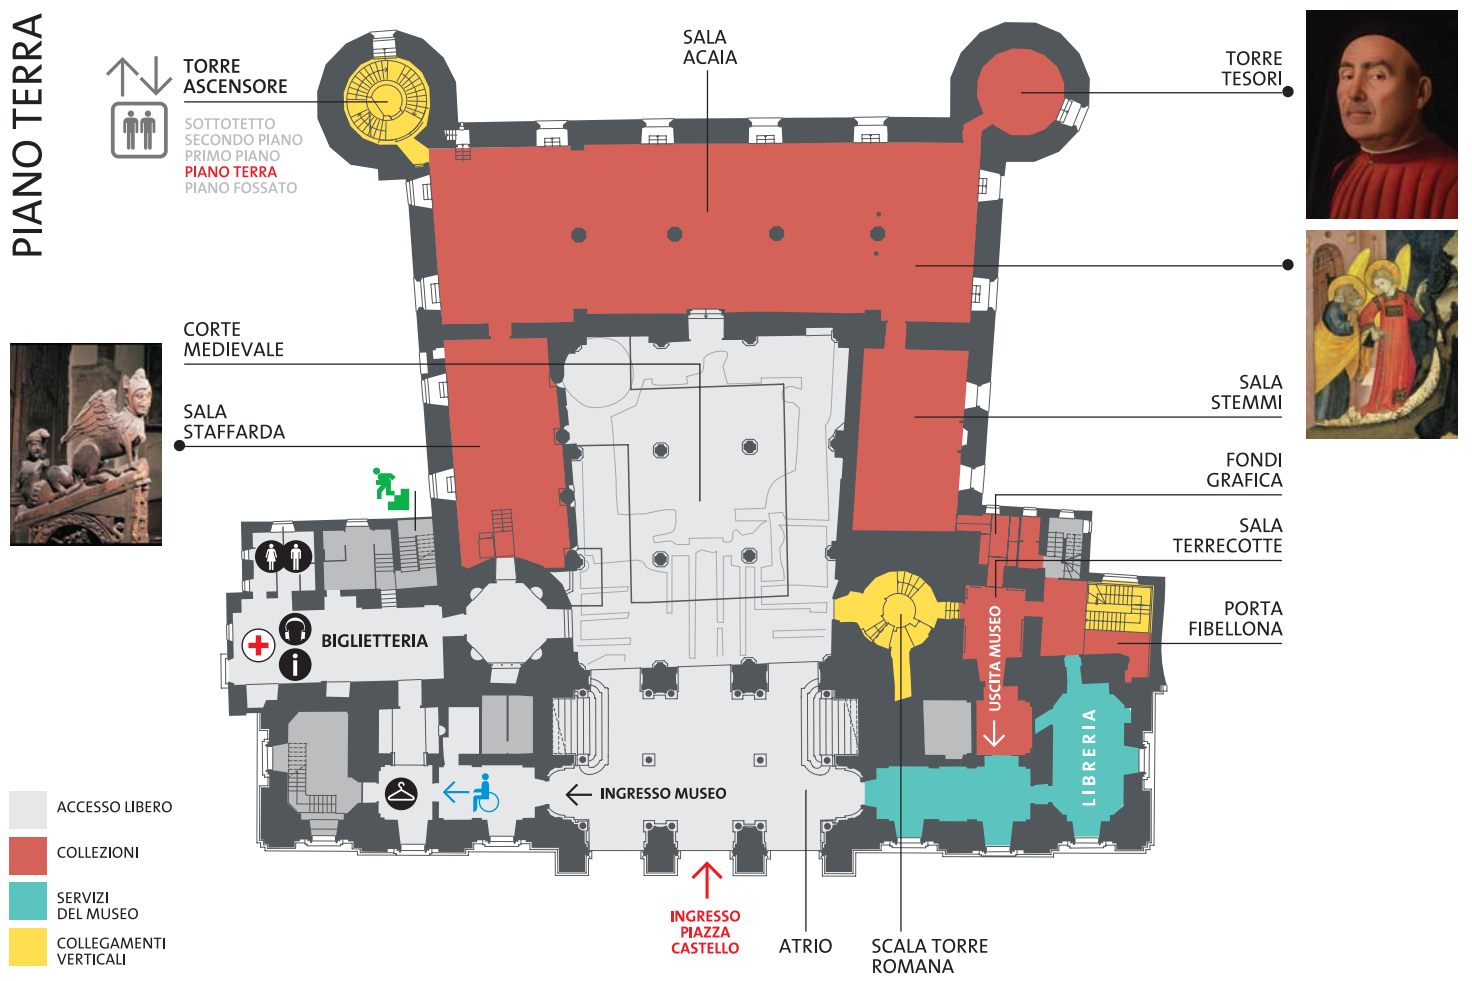 PIANO TERRA
TORRE
ASCENSORE
SOTTOTETTO
SECONDO PIANO
PRIMO PIANO
PIANO TERRA
PIANO FOSSATO
SALA
ACAIA
TORRE
TESORI
CORTE
MEDIEVALE
SALA
STAFFARDA
SALA
STEMMI
FONDI
GRAFICA
SALA
TERRECOTTE
PORTA
FIBELLONA
BIGLIETTERIA
i
USCITA MUSEO
LIBRERIA
INGRESSO MUSEO
ACCESSO LIBERO
COLLEZIONI
SERVIZI
DEL MUSEO
COLLEGAMENTI
VERTICALI
INGRESSO
PIAZZA
CASTELLO
ATRIO
SCALA TORRE
ROMANA